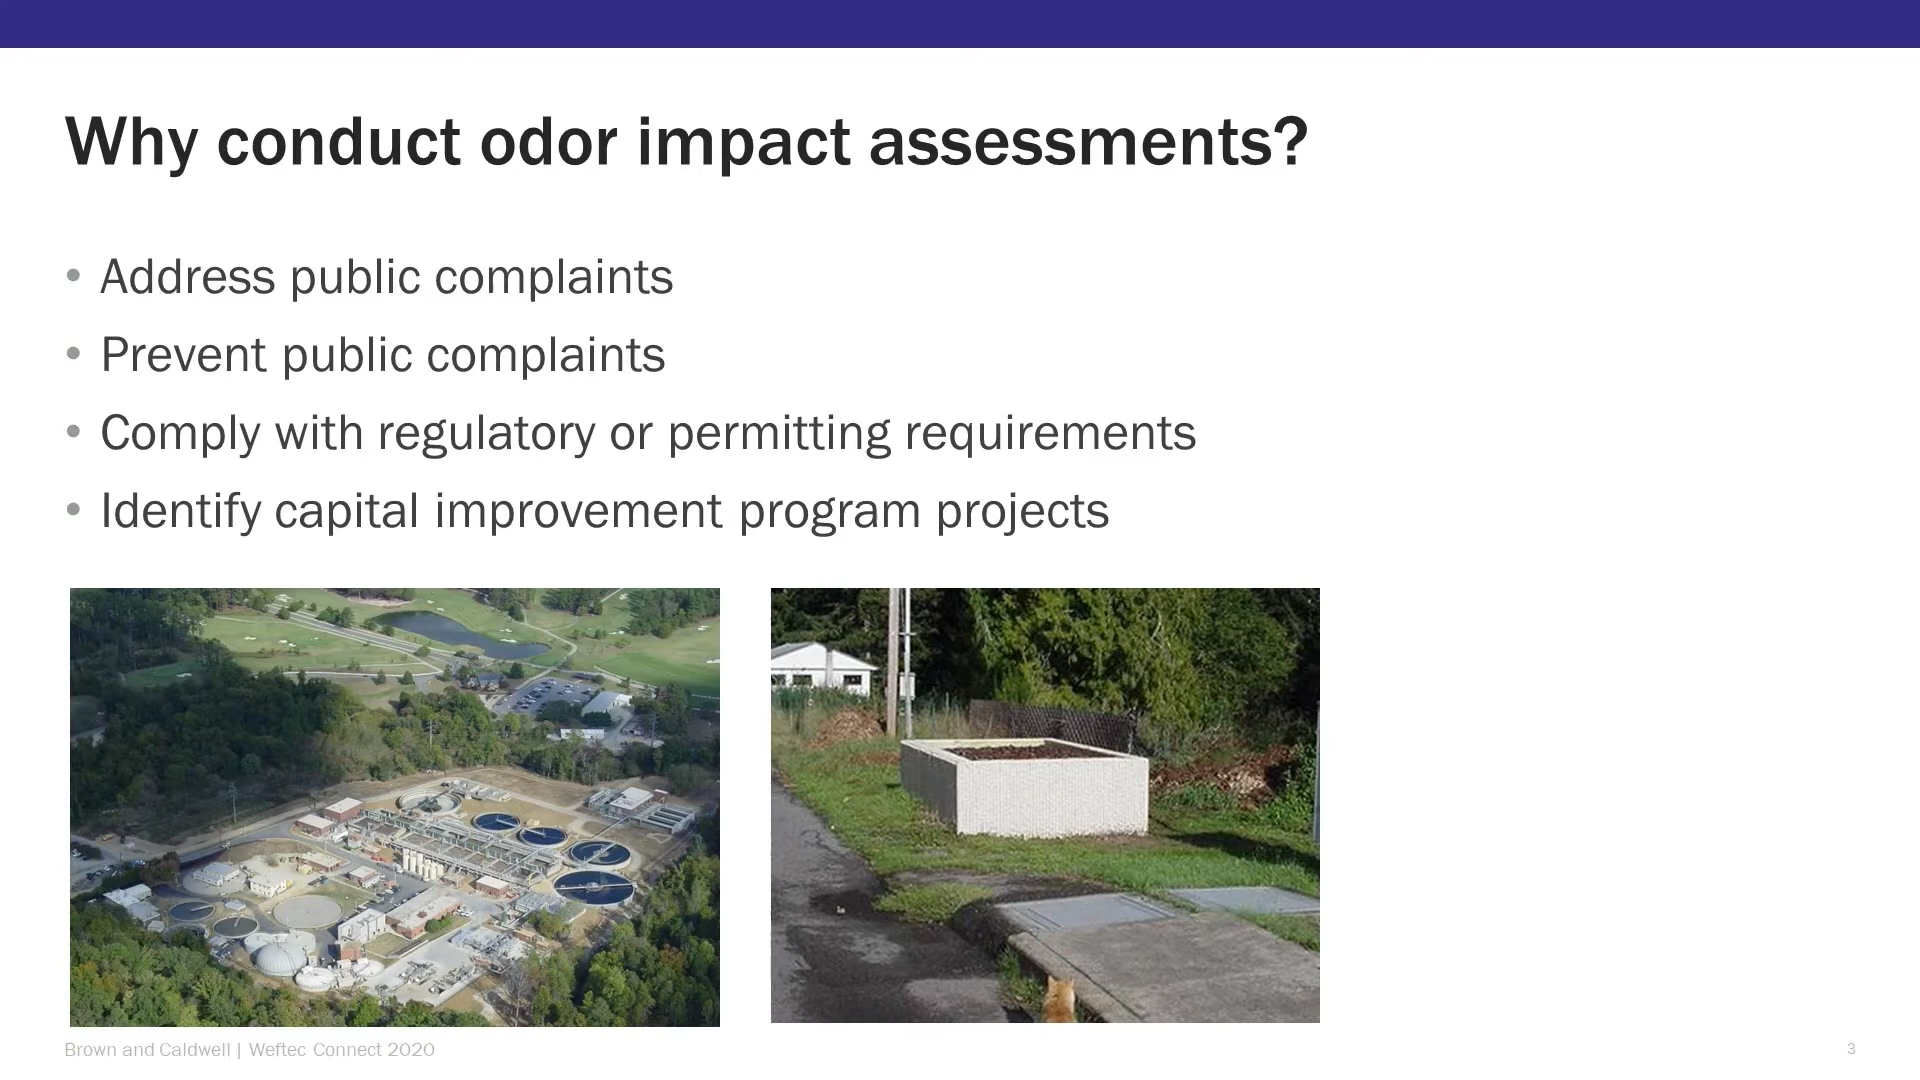 Why conduct odor impact assessments?
• Address public complaints
• Prevent public complaints
• Comply with regulatory or permitting requirements
• Identify capital improvement program projects
Brown and Caldwell | Weftec Connect 2020
3